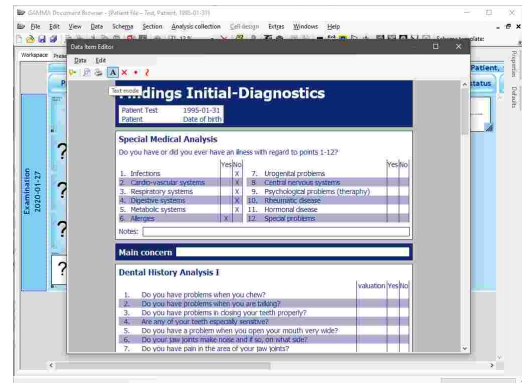 GAMMA Document Browser - [Patient file - Test, Patient, 1995-01-31]
File Edit View Data Schema Section Analysis collection Cell design Extras Windows Help
template:
Workspace
Data Item Editor
Data Edit
Text mode
Findings Initial-Diagnostics
Patient Test 1995-01-31
Patient Date of birth
Special Medical Analysis
Do you have or did you ever have an illness with regard to points 1-12?
Yes No Yes No
1. Infections X 7. Urogenital problems
2 Cardio-vascular systems X 8 Central nervous systems
3. Respiratory systems X 9. Psychological problems (theraphy)
4. Digestive systems X 10. Rheumatic disease
5. Metabolic systems X 11. Hormonal disease
6. Allergies X 12 Special problems
Notes:
Main concern
Dental History Analysis I
valuation Yes No
1. Do you have problems when you chew?
2. Do you have problems when you are talking?
3. Do you have problems in closing your teeth properly?
4. Are any of your teeth especially sensitive?
5. Do you have a problem when you open your mouth very wide?
6. Do your jaw joints make noise and if so, on what side?
7. Do you have pain in the area of your jaw joints?
Examination
2020-01-27
?
?
?
Patient,
status
Properties
Defaults